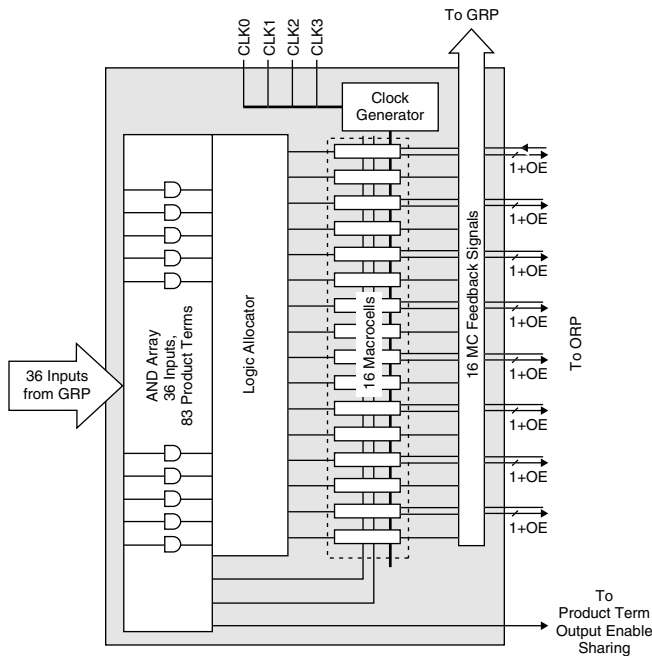 To GRP
CLK0
CLK1
CLK2
CLK3
Clock
Generator
1+OE
1+OE
1+OE
1+OE
1+OE
1+OE
1+OE
1+OE
36 Inputs
from GRP
AND Array
36 Inputs,
83 Product Terms
Logic Allocator
16 Macrocells
16 MC Feedback Signals
To ORP
To
Product Term
Output Enable
Sharing